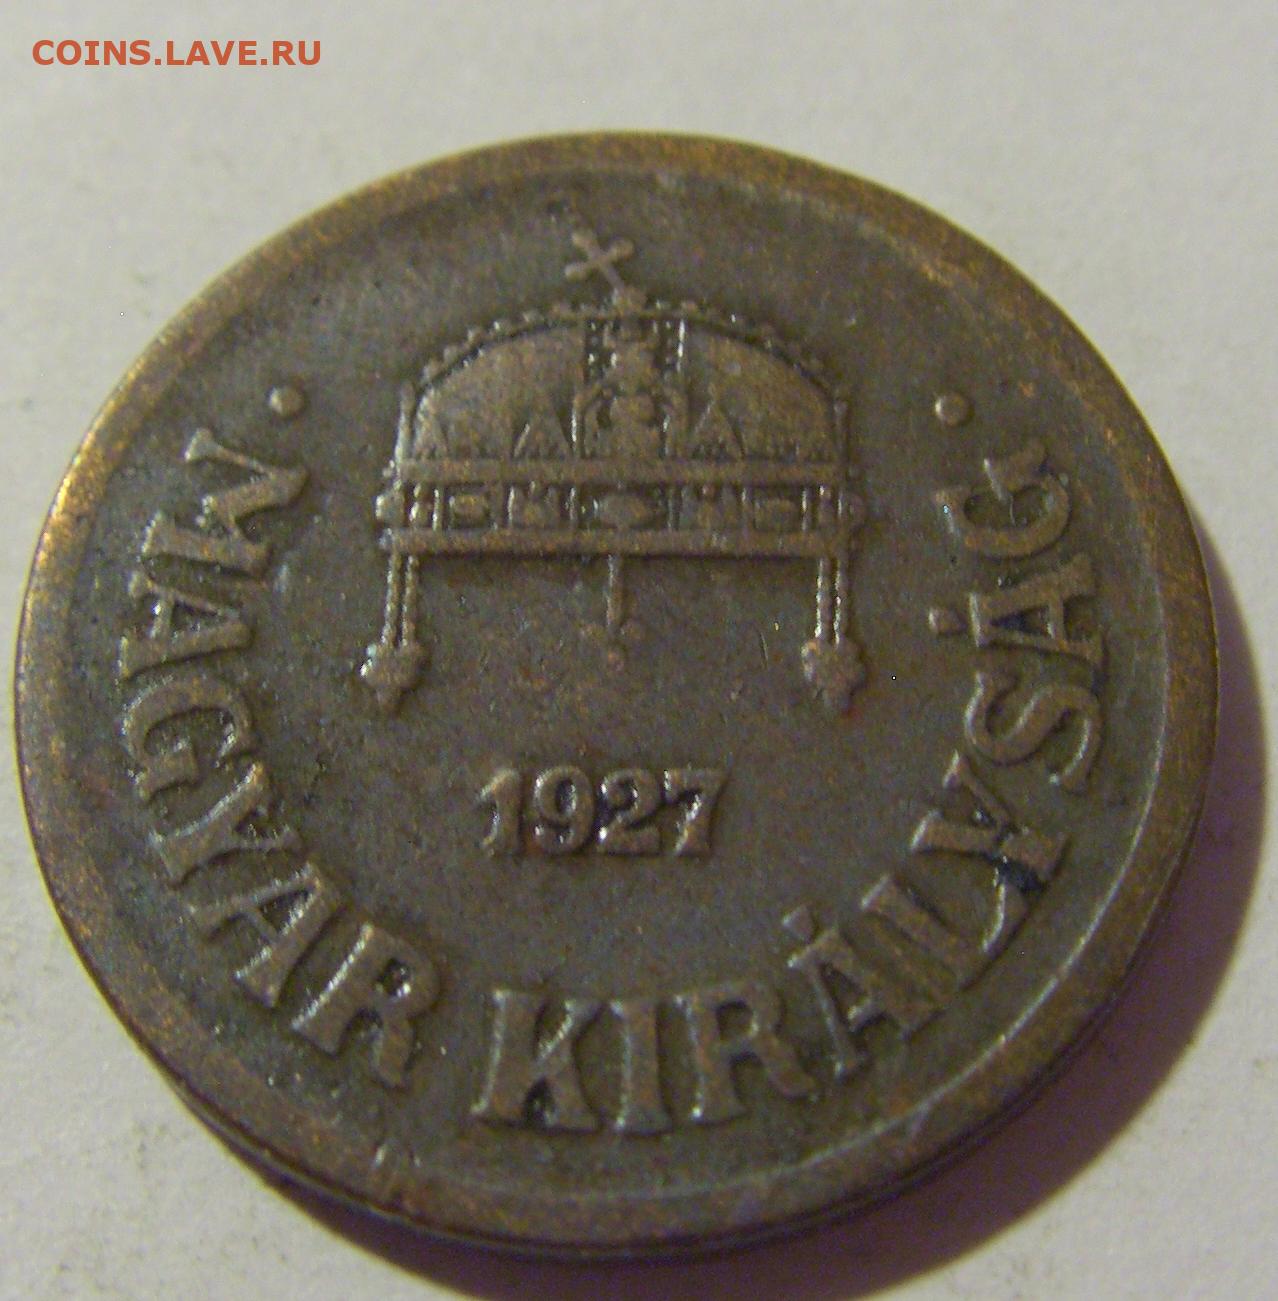 COINS.LAVE.RU
• MAGYAR KIRÁLYSÁG •
1927